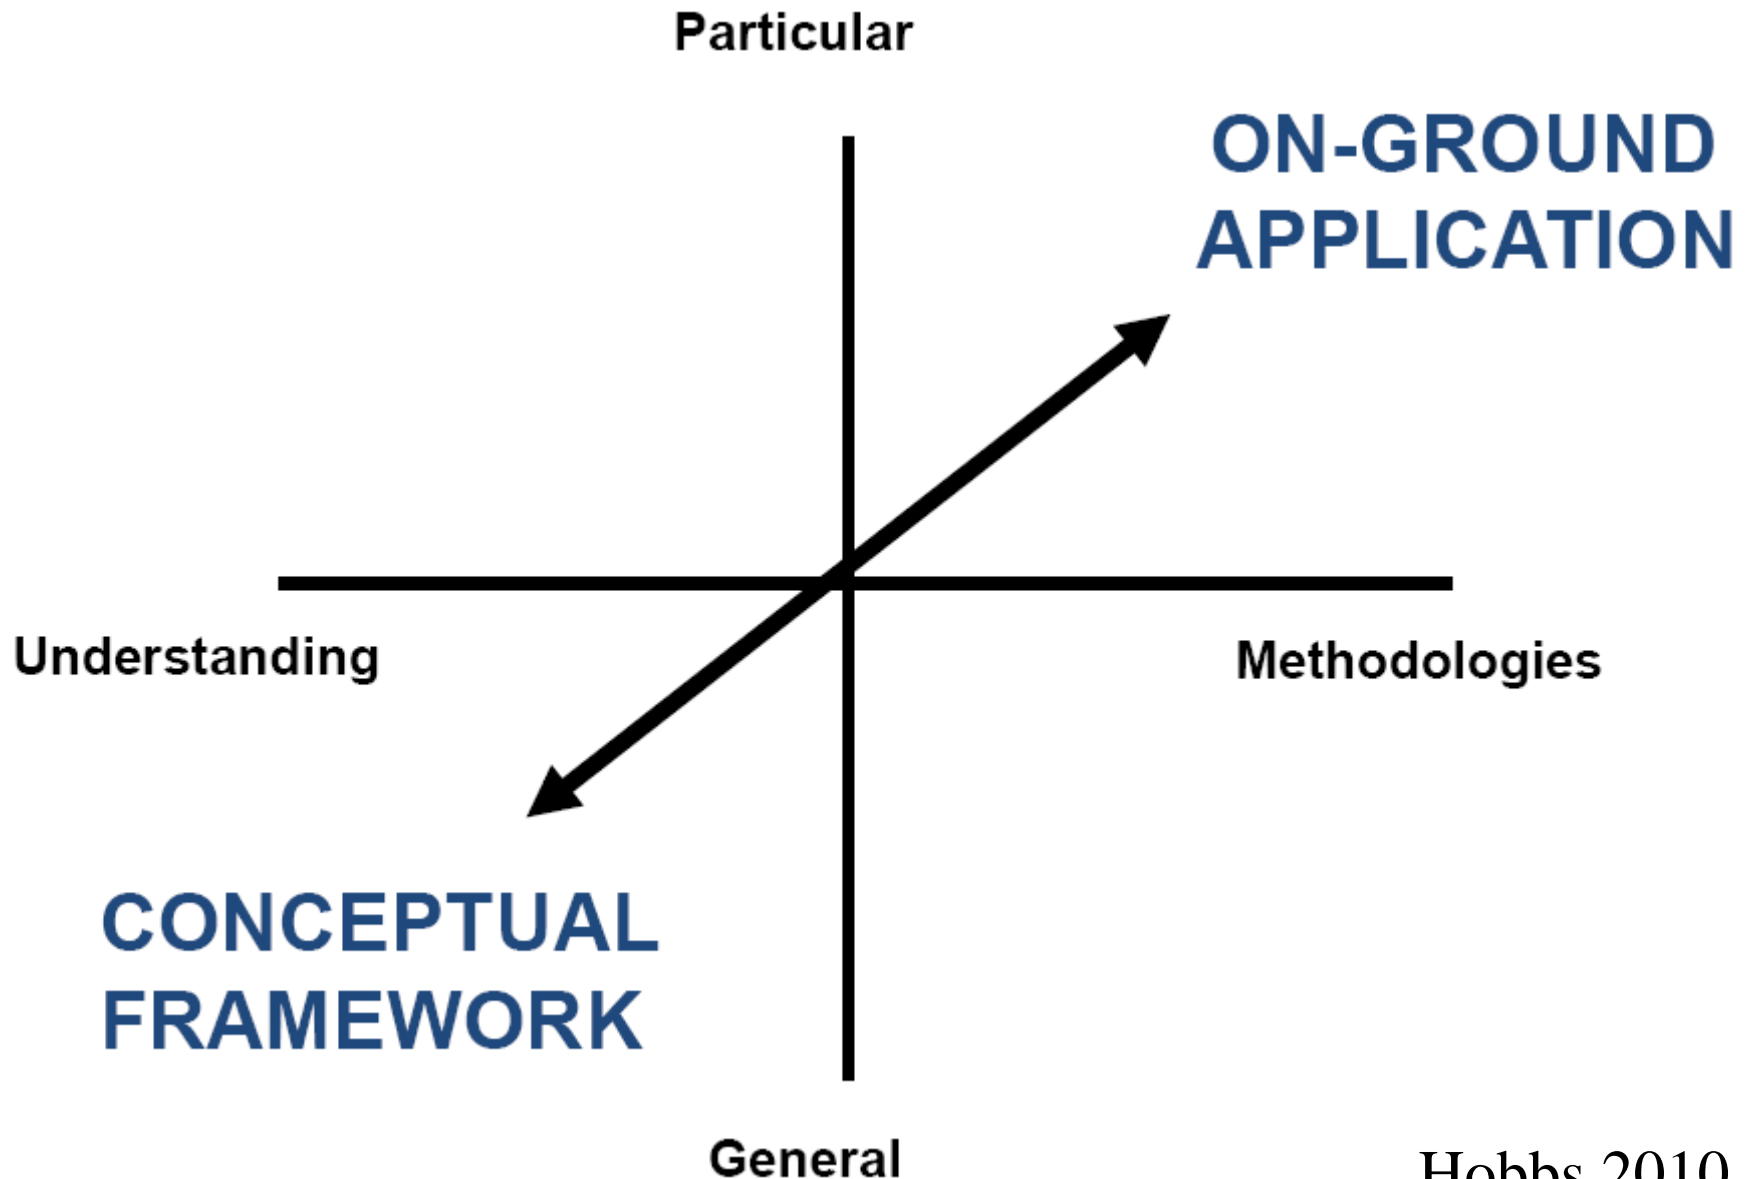 Particular
ON-GROUND
APPLICATION
Understanding
Methodologies
CONCEPTUAL
FRAMEWORK
General
Hobbs 2010